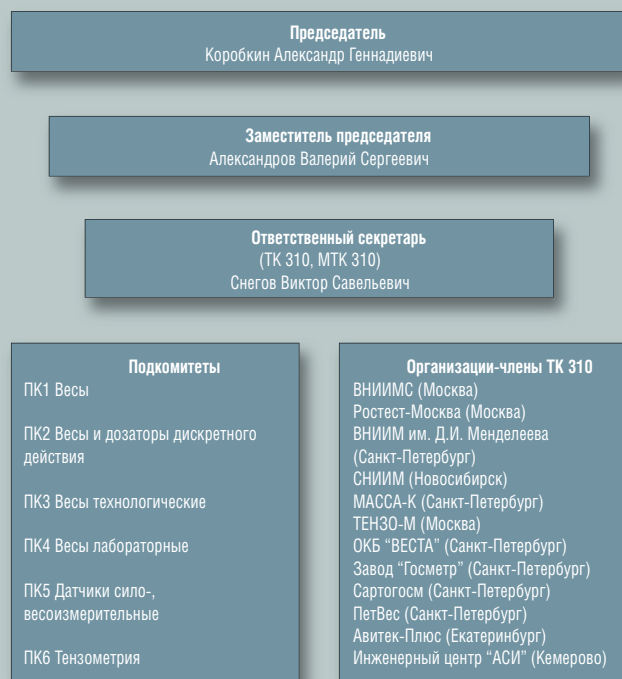 Председатель
Коробкин Александр Геннадиевич
Заместитель председателя
Александров Валерий Сергеевич
Ответственный секретарь
(ТК 310, МТК 310)
Снегов Виктор Савельевич
Подкомитеты
ПК1 Весы
ПК2 Весы и дозаторы дискретного
действия
ПК3 Весы технологические
ПК4 Весы лабораторные
ПК5 Датчики сило-,
весоизмерительные
ПК6 Тензометрия
Организации-члены ТК 310
ВНИИМС (Москва)
Ростест-Москва (Москва)
ВНИИМ им. Д.И. Менделеева
(Санкт-Петербург)
СНИИМ (Новосибирск)
МАССА-К (Санкт-Петербург)
ТЕНЗО-М (Москва)
ОКБ “ВЕСТА” (Санкт-Петербург)
Завод “Госметр” (Санкт-Петербург)
Сартогосм (Санкт-Петербург)
ПетВес (Санкт-Петербург)
Авитек-Плюс (Екатеринбург)
Инженерный центр “АСИ” (Кемерово)